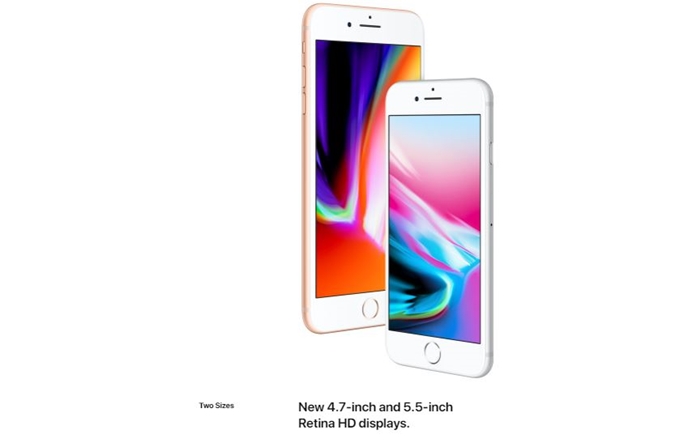 Two Sizes
New 4.7-inch and 5.5-inch
Retina HD displays.